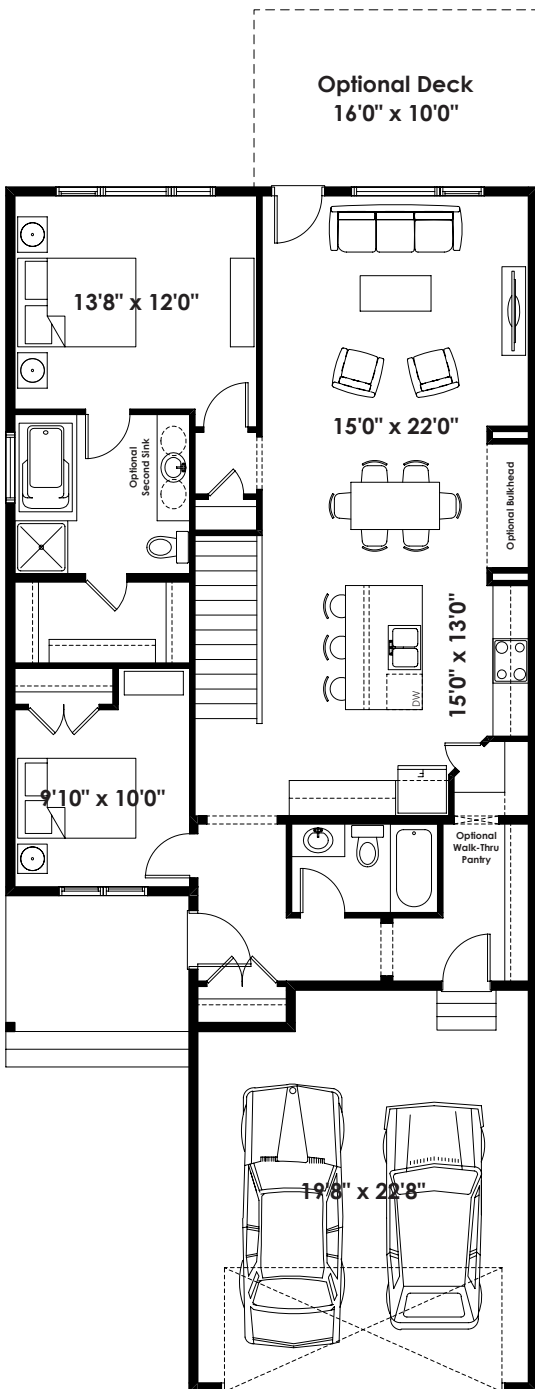 Optional Deck
16'0" x 10'0"
13'8" x 12'0"
15'0" x 22'0"
Optional
Second Sink
Optional Bulkhead
15'0" x 13'0"
DW
9'10" x 10'0"
F
Optional
Walk-Thru
Pantry
19'8" x 22'8"